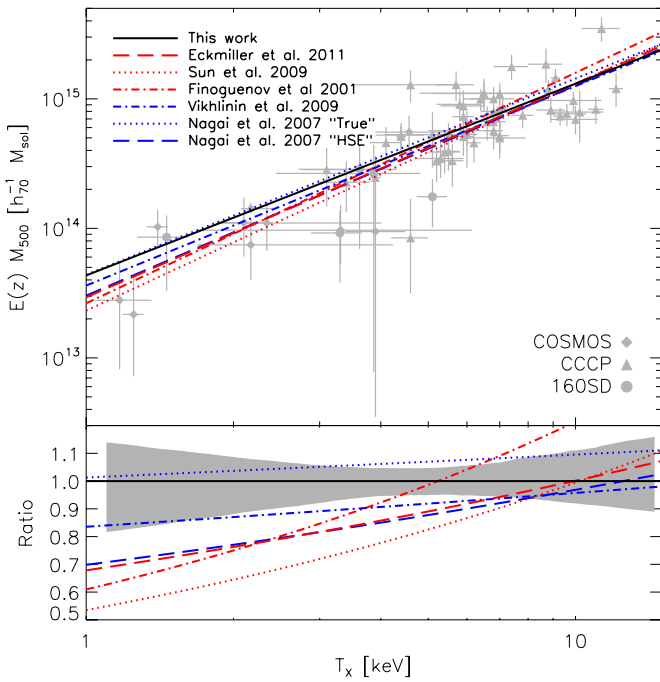 This work
Eckmiller et al. 2011
Sun et al. 2009
Finoguenov et al 2001
Vikhlinin et al. 2009
Nagai et al. 2007 "True"
Nagai et al. 2007 "HSE"
10^15
10^14
10^13
E(z) M_500 [h_70^-1 M_sol]
COSMOS
CCCP
160SD
1.1
1.0
0.9
0.8
0.7
0.6
0.5
Ratio
1
10
T_x [keV]